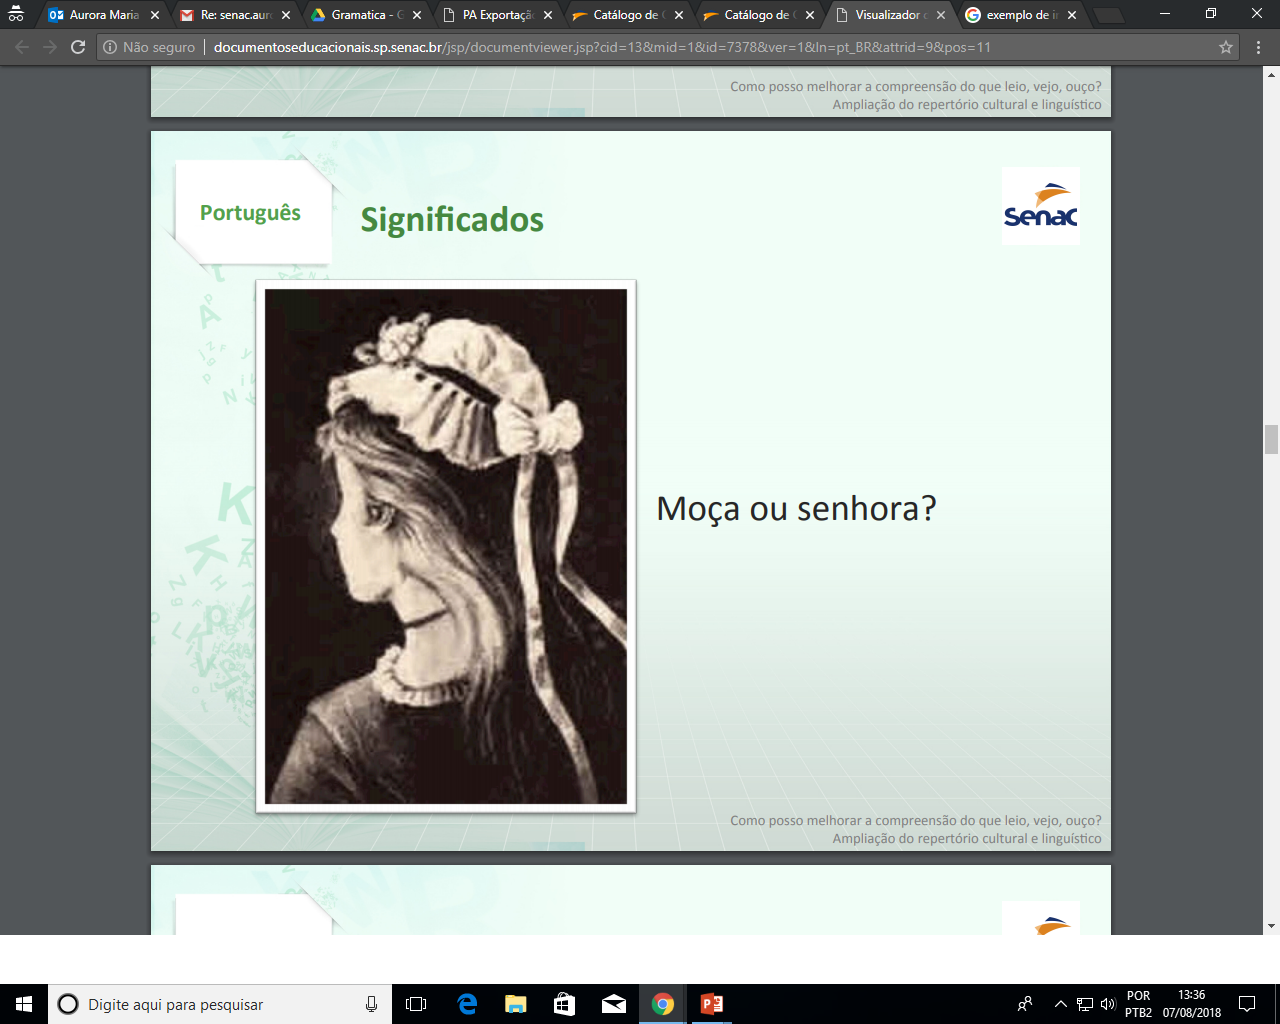 Aurora Maria
Re: senac.aur
Gramatica - G
PA Exportaçã
Catálogo de C
Catálogo de C
Visualizador d
exemplo de i
Não seguro
documentoseducacionais.sp.senac.br/jsp/documentviewer.jsp?cid=13&mid=1&id=7378&ver=1&ln=pt_BR&attrid=9&pos=11
Como posso melhorar a compreensão do que leio, vejo, ouço?
Ampliação do repertório cultural e linguístico
Português
Significados
senac
Moça ou senhora?
Como posso melhorar a compreensão do que leio, vejo, ouço?
Ampliação do repertório cultural e linguístico
Digite aqui para pesquisar
POR
PTB2
13:36
07/08/2018